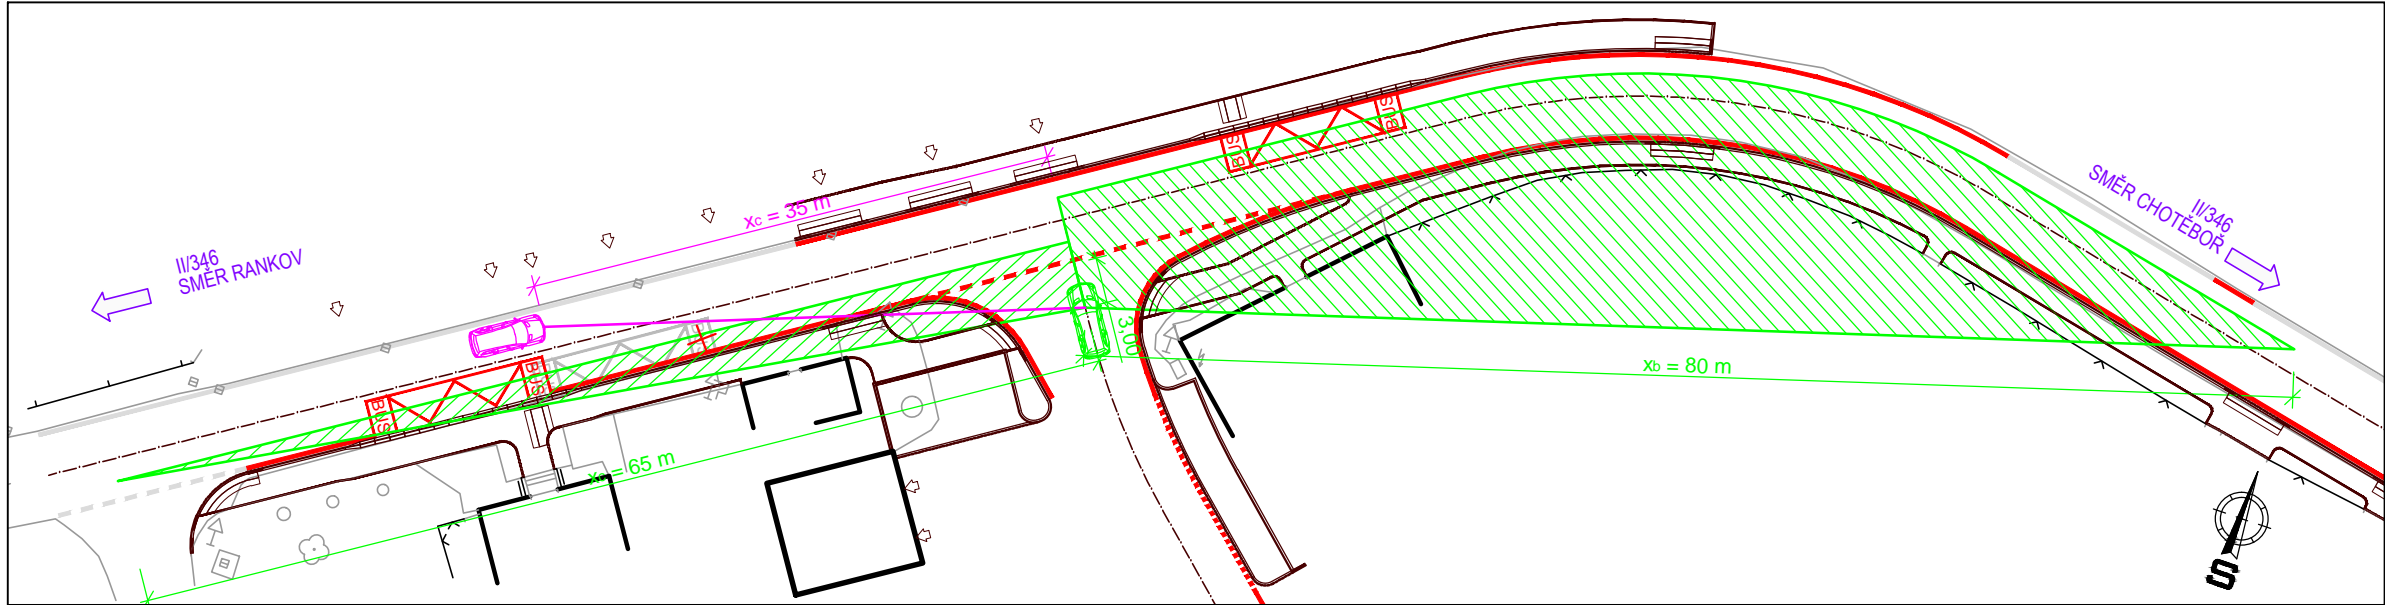 II/346
SMĚR RANKOV
xc = 35 m
BUS
BUS
II/346
SMĚR CHOTĚBOŘ
BUS
BUS
3,00
xb = 80 m
xc = 65 m
S